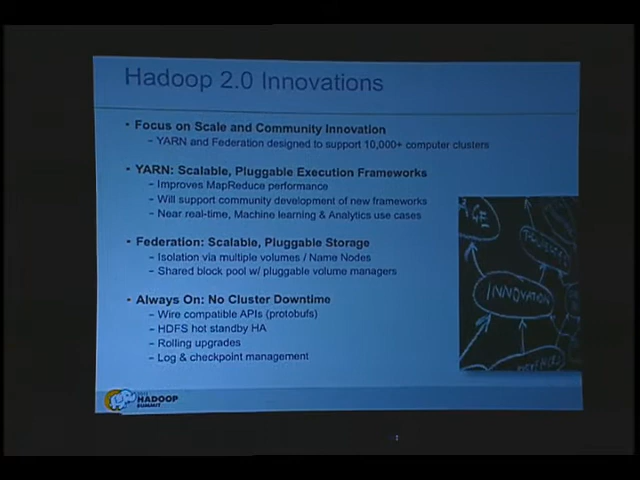 Hadoop 2.0 Innovations
• Focus on Scale and Community Innovation
– YARN and Federation designed to support 10,000+ computer clusters
• YARN: Scalable, Pluggable Execution Frameworks
– Improves MapReduce performance
– Will support community development of new frameworks
– Near real-time, Machine learning & Analytics use cases
• Federation: Scalable, Pluggable Storage
– Isolation via multiple volumes / Name Nodes
– Shared block pool w/ pluggable volume managers
• Always On: No Cluster Downtime
– Wire compatible APIs (protobufs)
– HDFS hot standby HA
– Rolling upgrades
– Log & checkpoint management
INNOVATION
HADOOP
SUMMIT